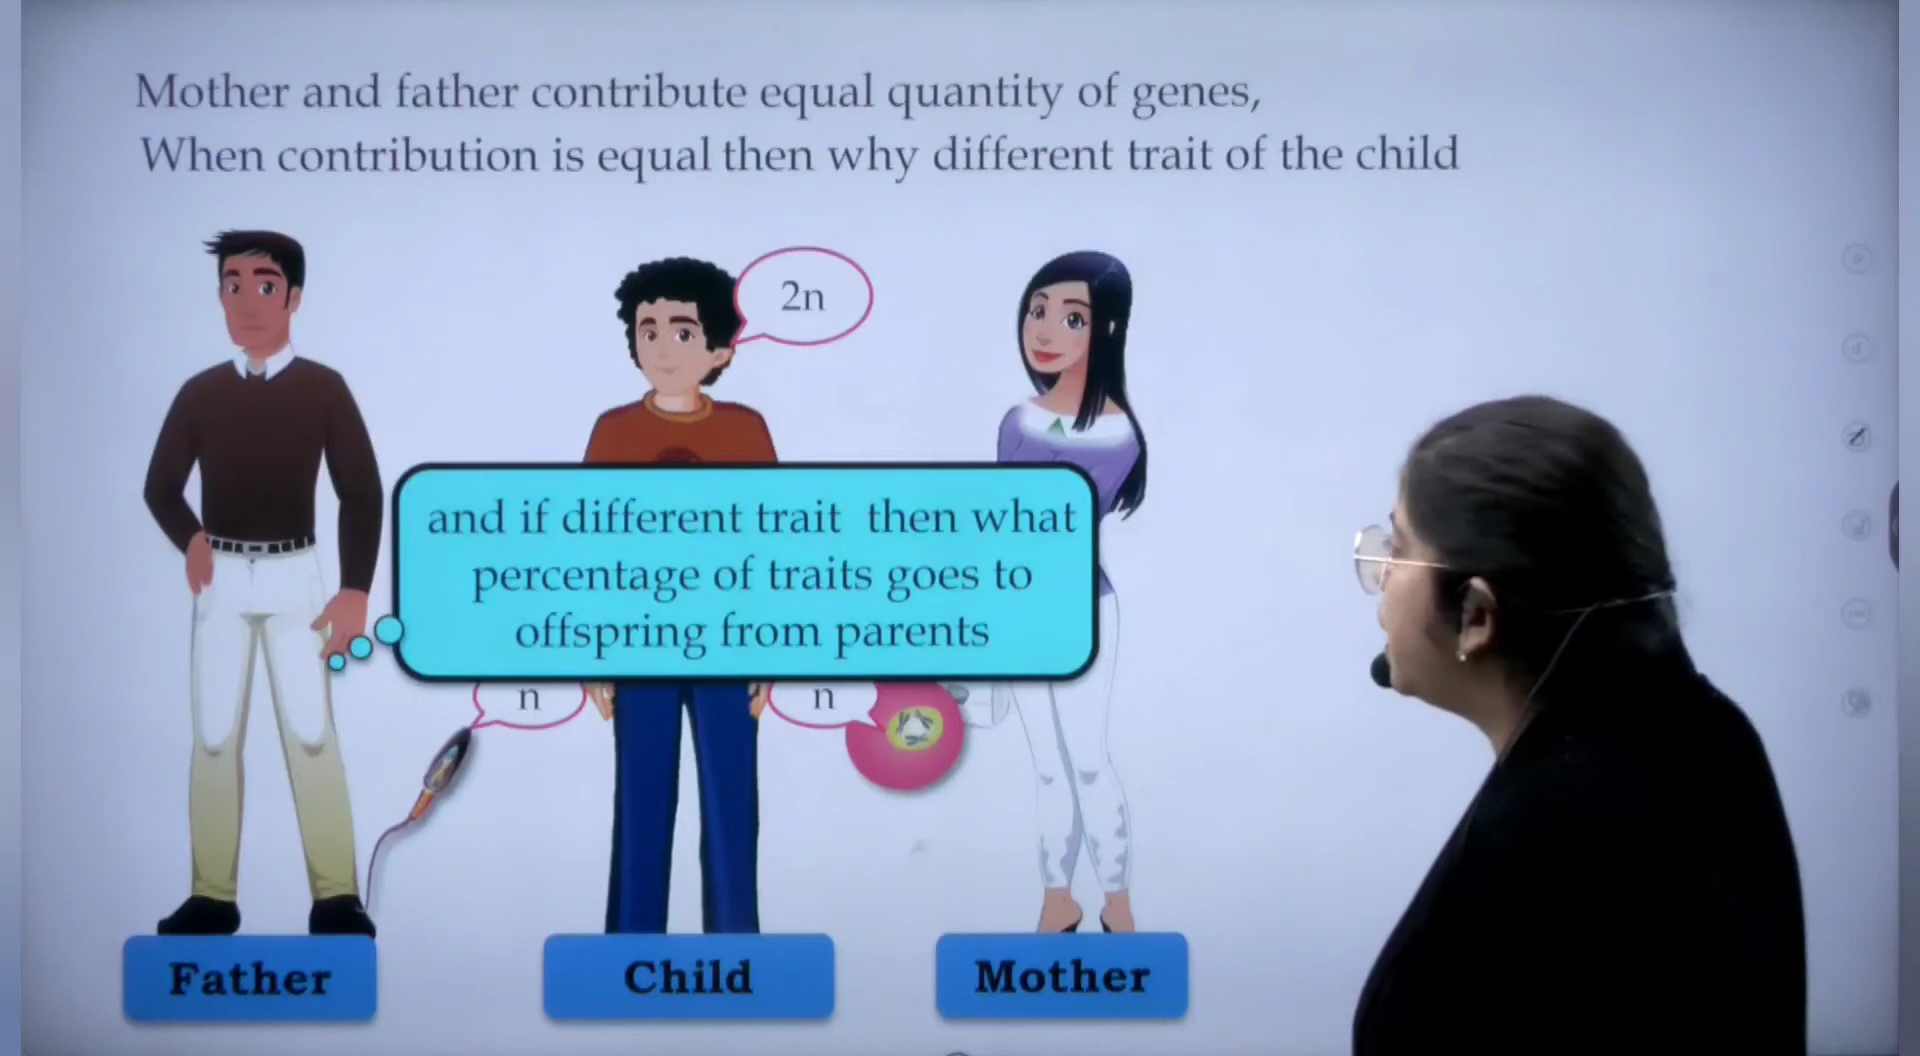 Mother and father contribute equal quantity of genes,
When contribution is equal then why different trait of the child
2n
and if different trait then what
percentage of traits goes to
offspring from parents
n
n
Father
Child
Mother